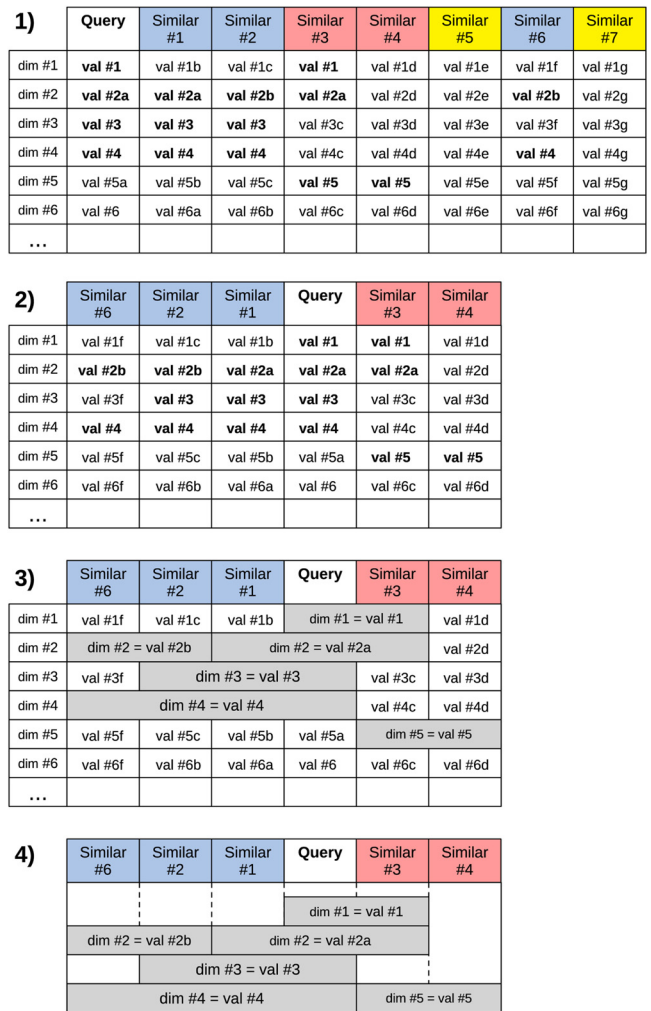 1) Query Similar #1 Similar #2 Similar #3 Similar #4 Similar #5 Similar #6 Similar #7
dim #1 val #1 val #1b val #1c val #1 val #1d val #1e val #1f val #1g
dim #2 val #2a val #2a val #2b val #2a val #2d val #2e val #2b val #2g
dim #3 val #3 val #3 val #3 val #3c val #3d val #3e val #3f val #3g
dim #4 val #4 val #4 val #4 val #4c val #4d val #4e val #4 val #4g
dim #5 val #5a val #5b val #5c val #5 val #5 val #5e val #5f val #5g
dim #6 val #6 val #6a val #6b val #6c val #6d val #6e val #6f val #6g
...
2) Similar #6 Similar #2 Similar #1 Query Similar #3 Similar #4
dim #1 val #1f val #1c val #1b val #1 val #1 val #1d
dim #2 val #2b val #2b val #2a val #2a val #2a val #2d
dim #3 val #3f val #3 val #3 val #3 val #3c val #3d
dim #4 val #4 val #4 val #4 val #4 val #4c val #4d
dim #5 val #5f val #5c val #5b val #5a val #5 val #5
dim #6 val #6f val #6b val #6a val #6 val #6c val #6d
...
3) Similar #6 Similar #2 Similar #1 Query Similar #3 Similar #4
dim #1 val #1f val #1c val #1b dim #1 = val #1 val #1d
dim #2 dim #2 = val #2b dim #2 = val #2a val #2d
dim #3 val #3f dim #3 = val #3 val #3c val #3d
dim #4 dim #4 = val #4 val #4c val #4d
dim #5 val #5f val #5c val #5b val #5a dim #5 = val #5
dim #6 val #6f val #6b val #6a val #6 val #6c val #6d
...
4) Similar #6 Similar #2 Similar #1 Query Similar #3 Similar #4
dim #1 = val #1
dim #2 = val #2b dim #2 = val #2a
dim #3 = val #3
dim #4 = val #4 dim #5 = val #5